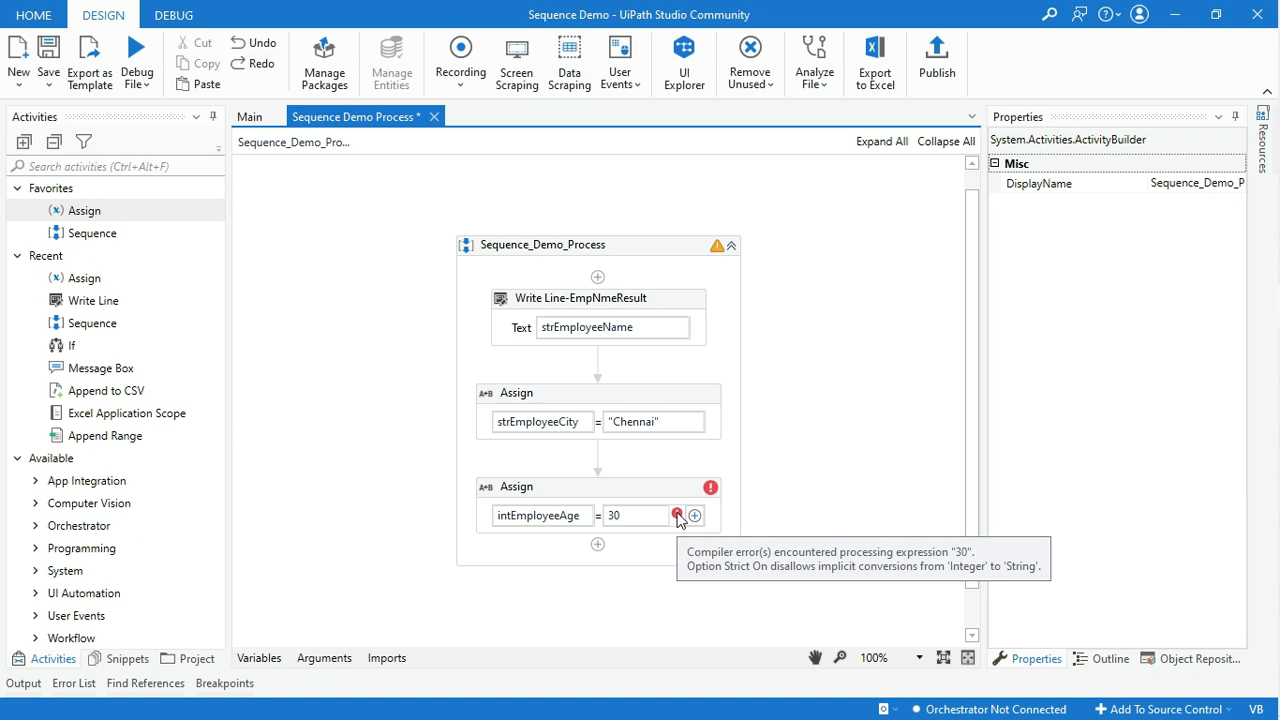 HOME DESIGN DEBUG Sequence Demo - UiPath Studio Community
New Save Export as Template Debug File Cut Copy Paste Undo Redo Manage Packages Manage Entities Recording Screen Scraping Data Scraping User Events UI Explorer Remove Unused Analyze File Export to Excel Publish
Activities
Search activities (Ctrl+Alt+F)
Favorites
Assign
Sequence
Recent
Assign
Write Line
Sequence
If
Message Box
Append to CSV
Excel Application Scope
Append Range
Available
App Integration
Computer Vision
Orchestrator
Programming
System
UI Automation
User Events
Workflow
Activities Snippets Project
Main Sequence Demo Process *
Sequence_Demo_Pro... Expand All Collapse All
Sequence_Demo_Process
Write Line-EmpNmeResult
Text strEmployeeName
A+B Assign
strEmployeeCity = "Chennai"
A+B Assign
intEmployeeAge = 30
Compiler error(s) encountered processing expression "30".
Option Strict On disallows implicit conversions from 'Integer' to 'String'.
Variables Arguments Imports 100%
Properties
System.Activities.ActivityBuilder
Misc
DisplayName Sequence_Demo_P
Resources
Properties Outline Object Reposit...
Output Error List Find References Breakpoints
Orchestrator Not Connected Add To Source Control VB